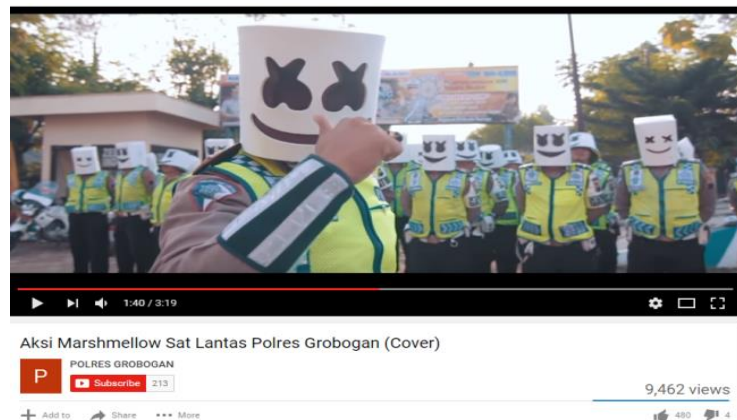 1:40 / 3:19
Aksi Marshmellow Sat Lantas Polres Grobogan (Cover)
P
POLRES GROBOGAN
Subscribe 213
9,462 views
Add to Share More
480 4